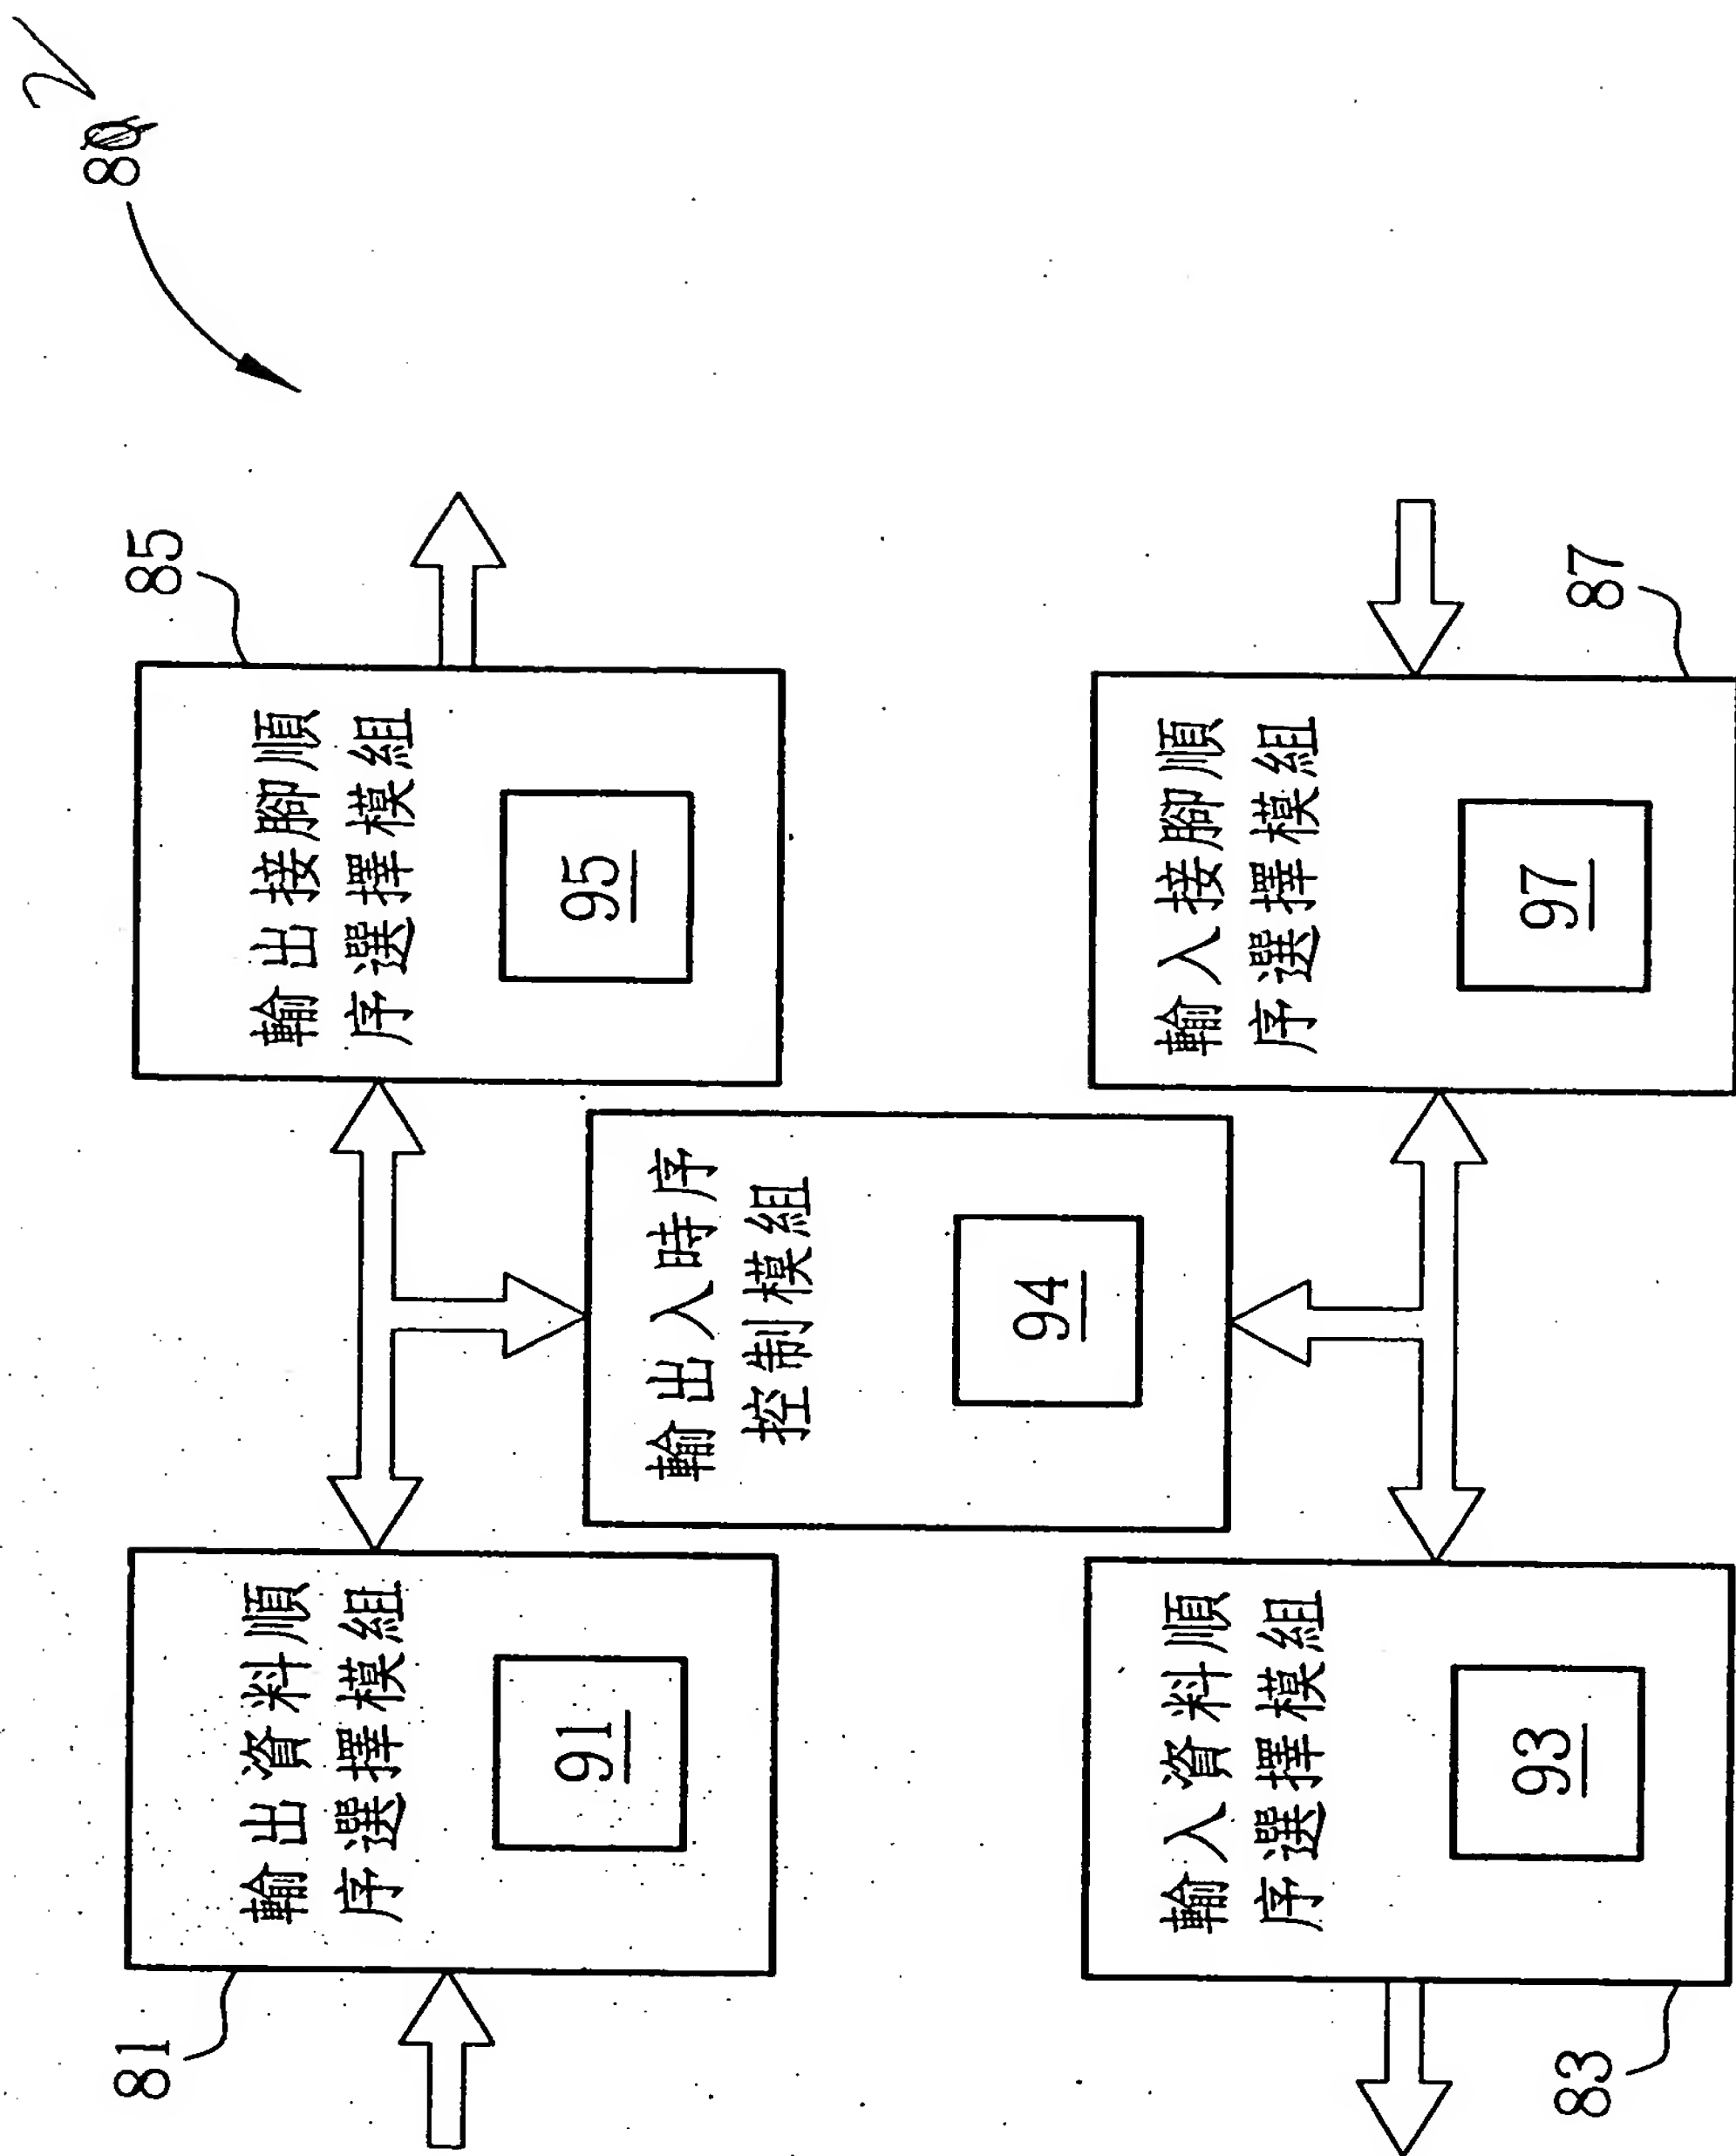 80
2
81
輸出資料順
序選擇模組
91
85
輸出接腳順
序選擇模組
95
輸出入時序
控制模組
94
輸入資料順
序選擇模組
93
83
輸入接腳順
序選擇模組
97
87